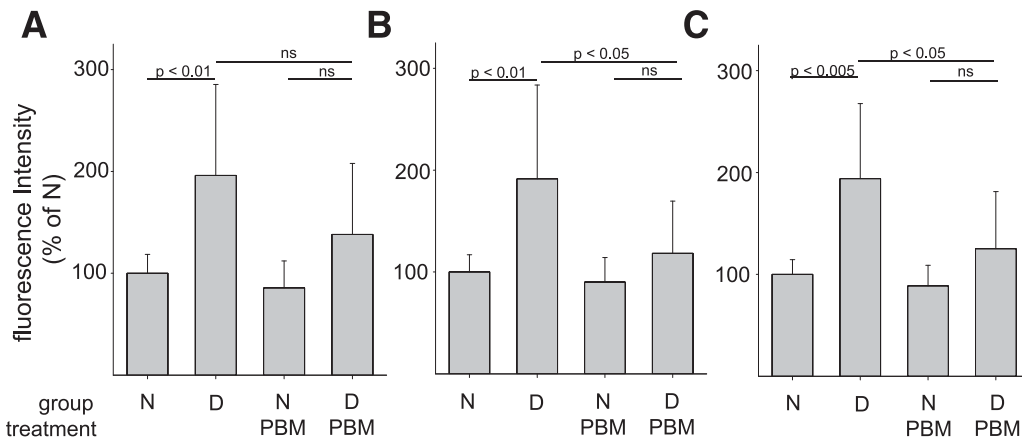 A
B
C
fluorescence Intensity
(% of N)
300
200
100
p < 0.01
ns
ns
300
200
100
p < 0.01
p < 0.05
ns
300
200
100
p < 0.005
p < 0.05
ns
group N D N D N D N D N D N D
treatment PBM PBM PBM PBM PBM PBM